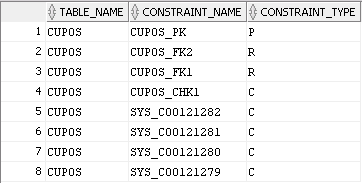 TABLE_NAME CONSTRAINT_NAME CONSTRAINT_TYPE
1 CUPOS CUPOS_PK P
2 CUPOS CUPOS_FK2 R
3 CUPOS CUPOS_FK1 R
4 CUPOS CUPOS_CHK1 C
5 CUPOS SYS_C00121282 C
6 CUPOS SYS_C00121281 C
7 CUPOS SYS_C00121280 C
8 CUPOS SYS_C00121279 C